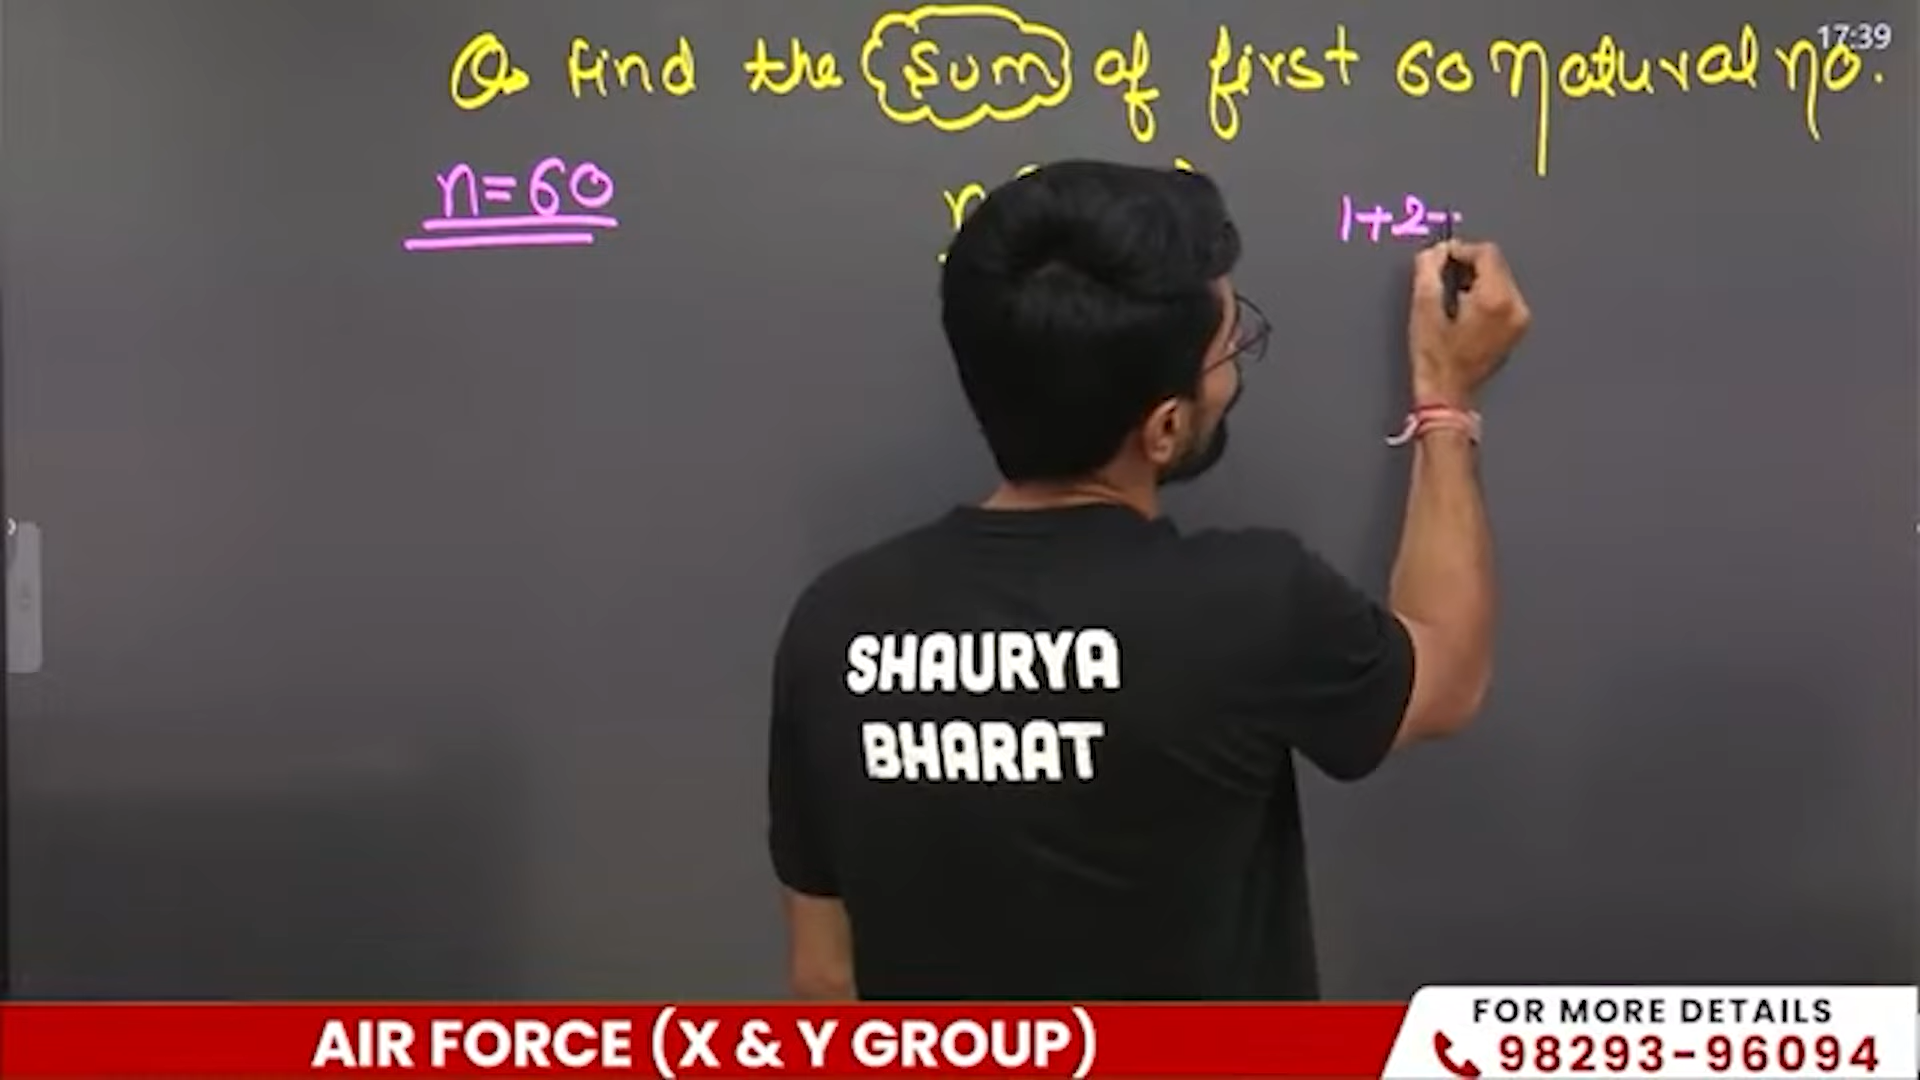 Q. find the sum of first 60 natural no.
17:39
n=60
n
1+2+
SHAURYA
BHARAT
AIR FORCE (X & Y GROUP)
FOR MORE DETAILS
98293-96094